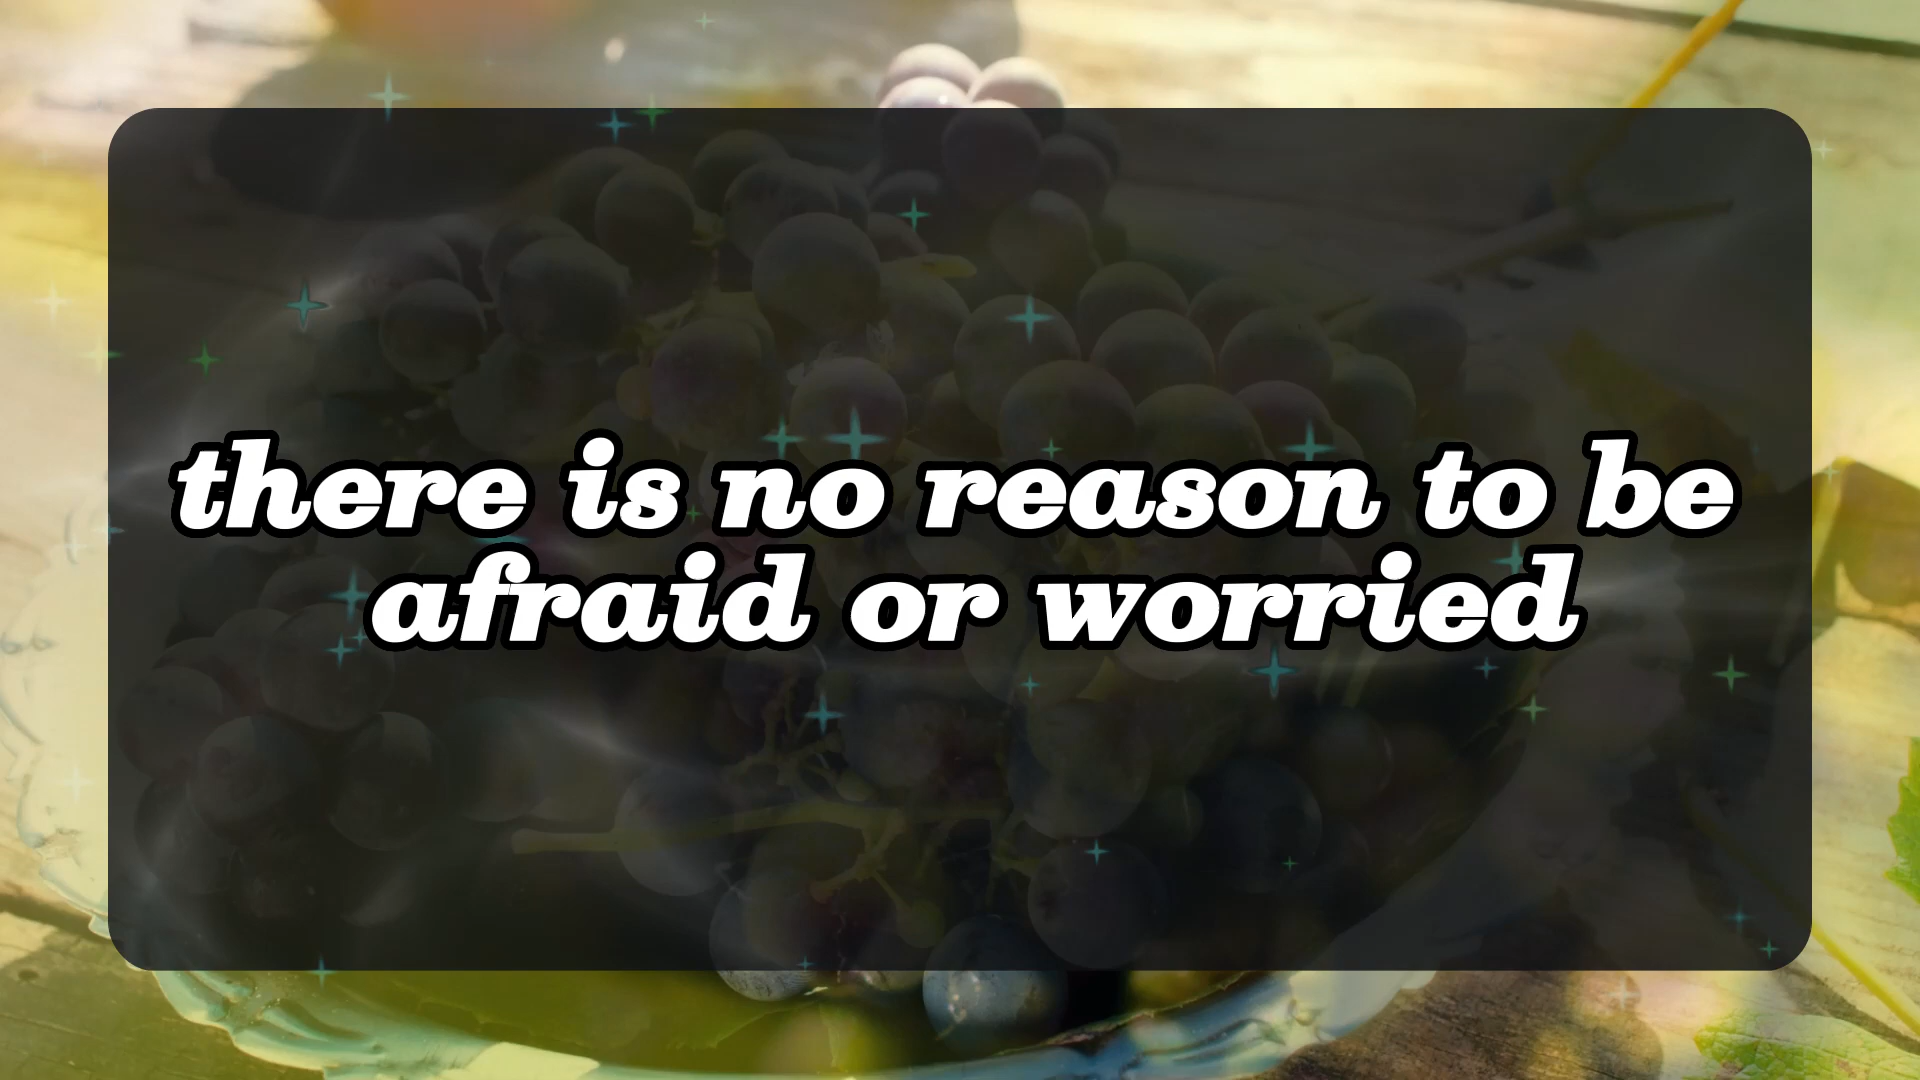 there is no reason to be
afraid or worried